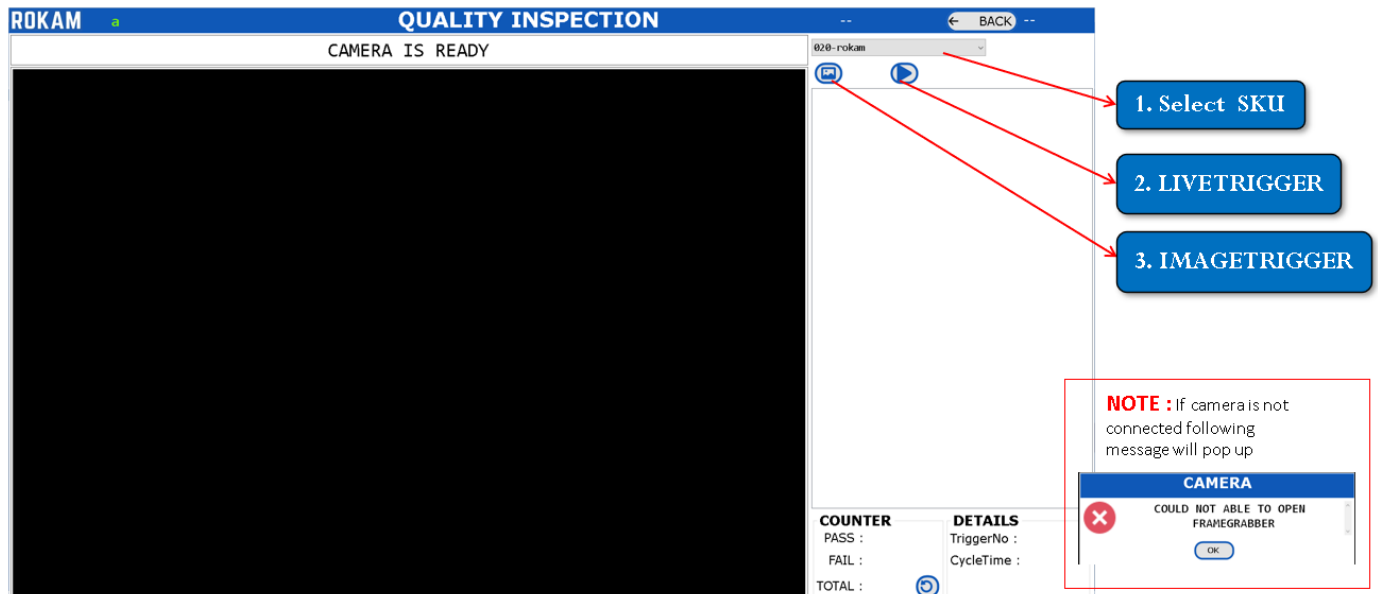 ROKAM a QUALITY INSPECTION -- ← BACK --
CAMERA IS READY
020-rokam
1. Select SKU
2. LIVETRIGGER
3. IMAGETRIGGER
NOTE : If camera is not
connected following
message will pop up
CAMERA
COULD NOT ABLE TO OPEN
FRAMEGRABBER
OK
COUNTER
PASS :
FAIL :
TOTAL :
DETAILS
TriggerNo :
CycleTime :